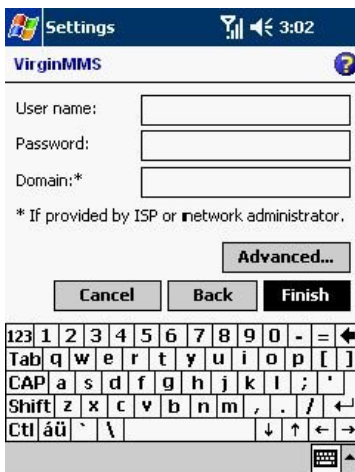 Settings 3:02
VirginMMS ?
User name:
Password:
Domain:*
* If provided by ISP or network administrator.
Advanced...
Cancel Back Finish
123 1 2 3 4 5 6 7 8 9 0 - =
Tab q w e r t y u i o p [ ]
CAP a s d f g h j k l ; '
Shift z x c v b n m , . /
Ctl áü ` \